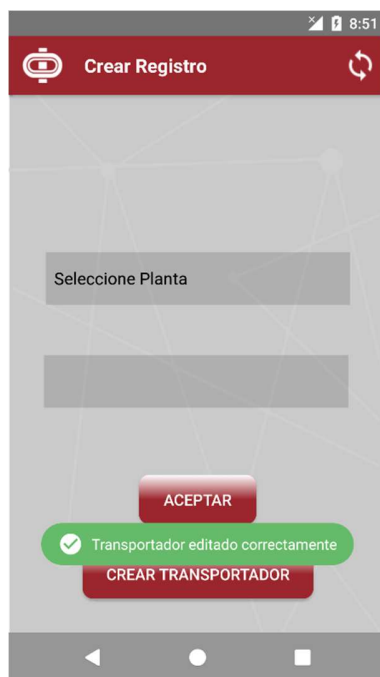 8:51
Crear Registro
Seleccione Planta
ACEPTAR
Transportador editado correctamente
CREAR TRANSPORTADOR